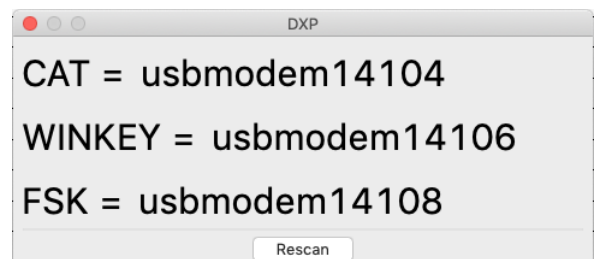 DXP
CAT = usbmodem14104
WINKEY = usbmodem14106
FSK = usbmodem14108
Rescan